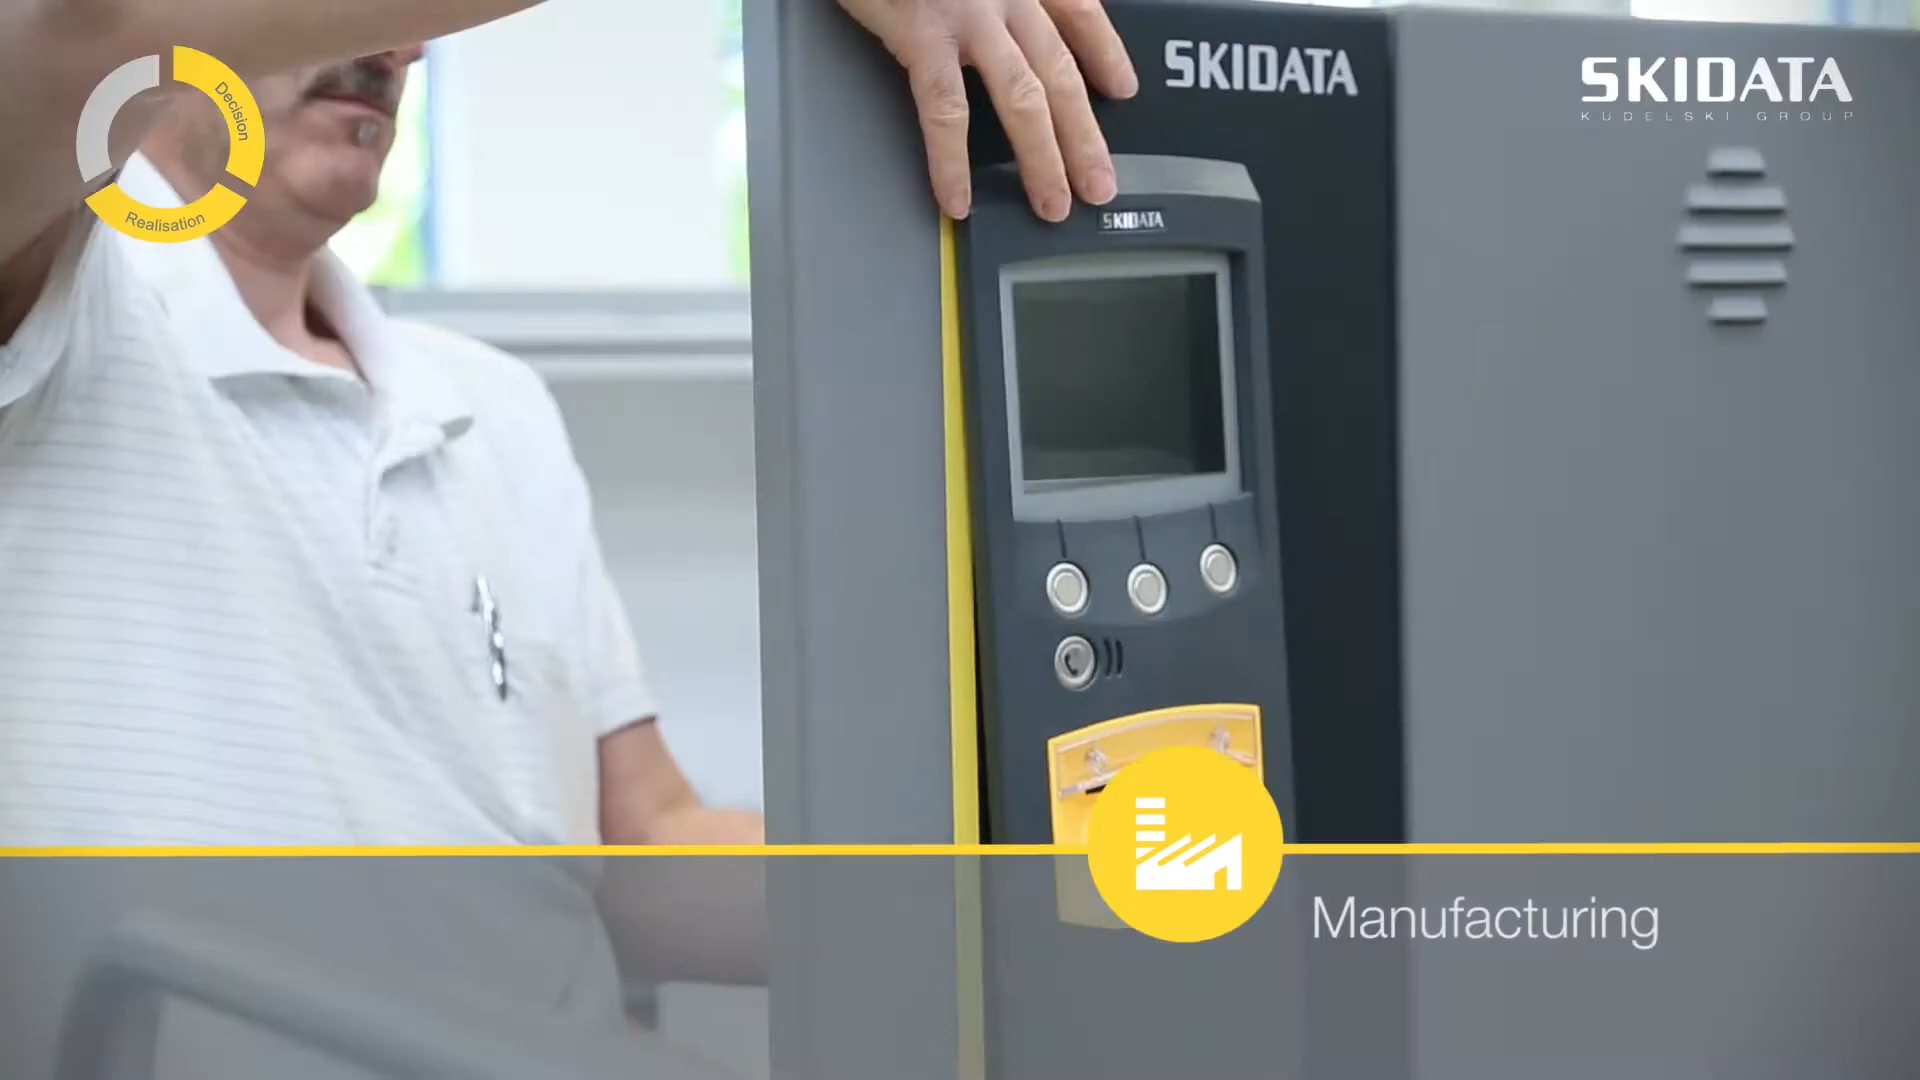 Decision
Realisation
SKIDATA
SKIDATA
KUDELSKI GROUP
SKIDATA
Manufacturing